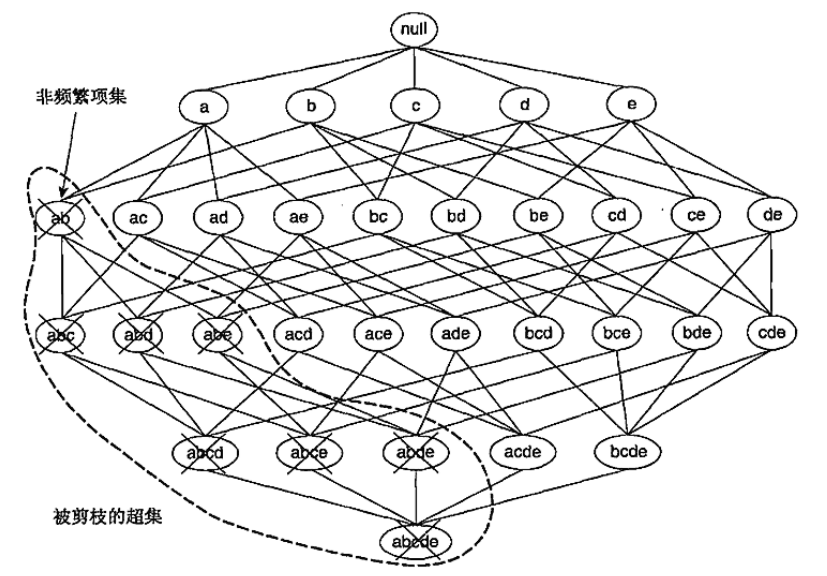 null
a b c d e
非频繁项集
ab ac ad ae bc bd be cd ce de
abc abd abe acd ace ade bcd bce bde cde
abcd abce abde acde bcde
被剪枝的超集
abcde